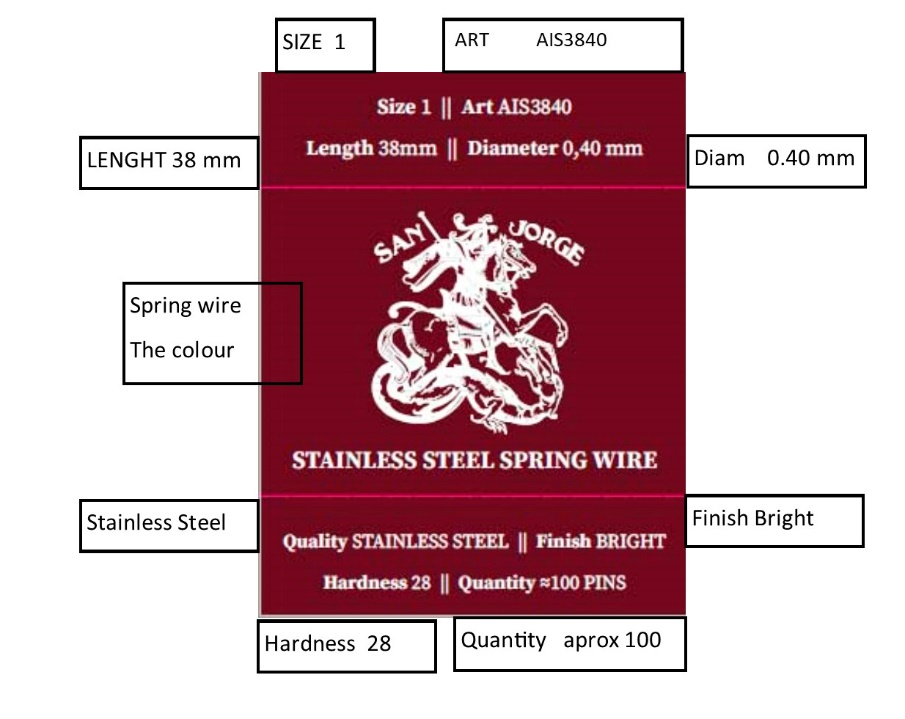 SIZE 1
ART AIS3840
Size 1 || Art AIS3840
Length 38mm || Diameter 0,40 mm
LENGHT 38 mm
Diam 0.40 mm
SAN JORGE
Spring wire
The colour
STAINLESS STEEL SPRING WIRE
Stainless Steel
Finish Bright
Quality STAINLESS STEEL || Finish BRIGHT
Hardness 28 || Quantity ≈100 PINS
Hardness 28
Quantity aprox 100